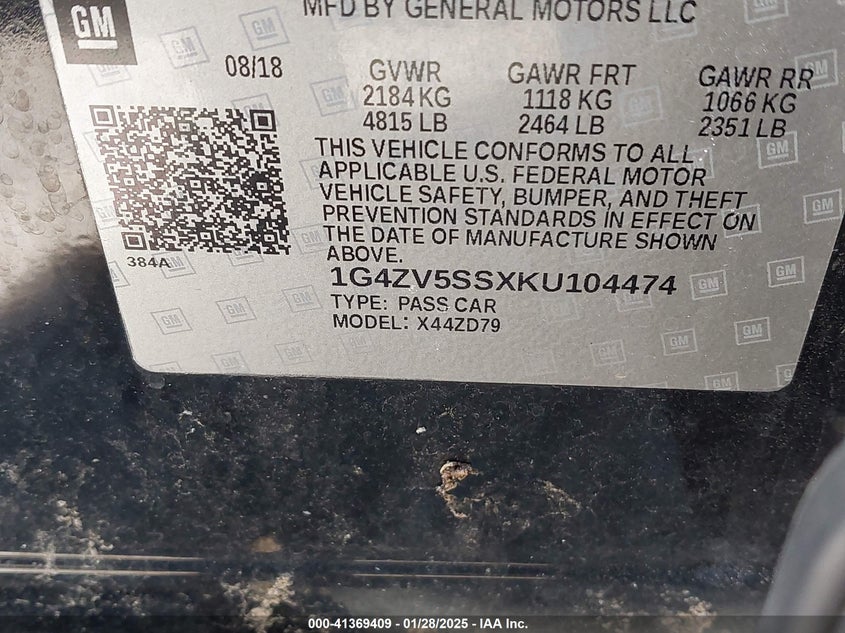 MFD BY GENERAL MOTORS LLC
GM
08/18
GVWR GAWR FRT GAWR RR
2184 KG 1118 KG 1066 KG
4815 LB 2464 LB 2351 LB
THIS VEHICLE CONFORMS TO ALL
APPLICABLE U.S. FEDERAL MOTOR
VEHICLE SAFETY, BUMPER, AND THEFT
PREVENTION STANDARDS IN EFFECT ON
THE DATE OF MANUFACTURE SHOWN
ABOVE.
384A
1G4ZV5SSXKU104474
TYPE: PASS CAR
MODEL: X44ZD79
000-41369409 | 01/28/2025 - IAA Inc.